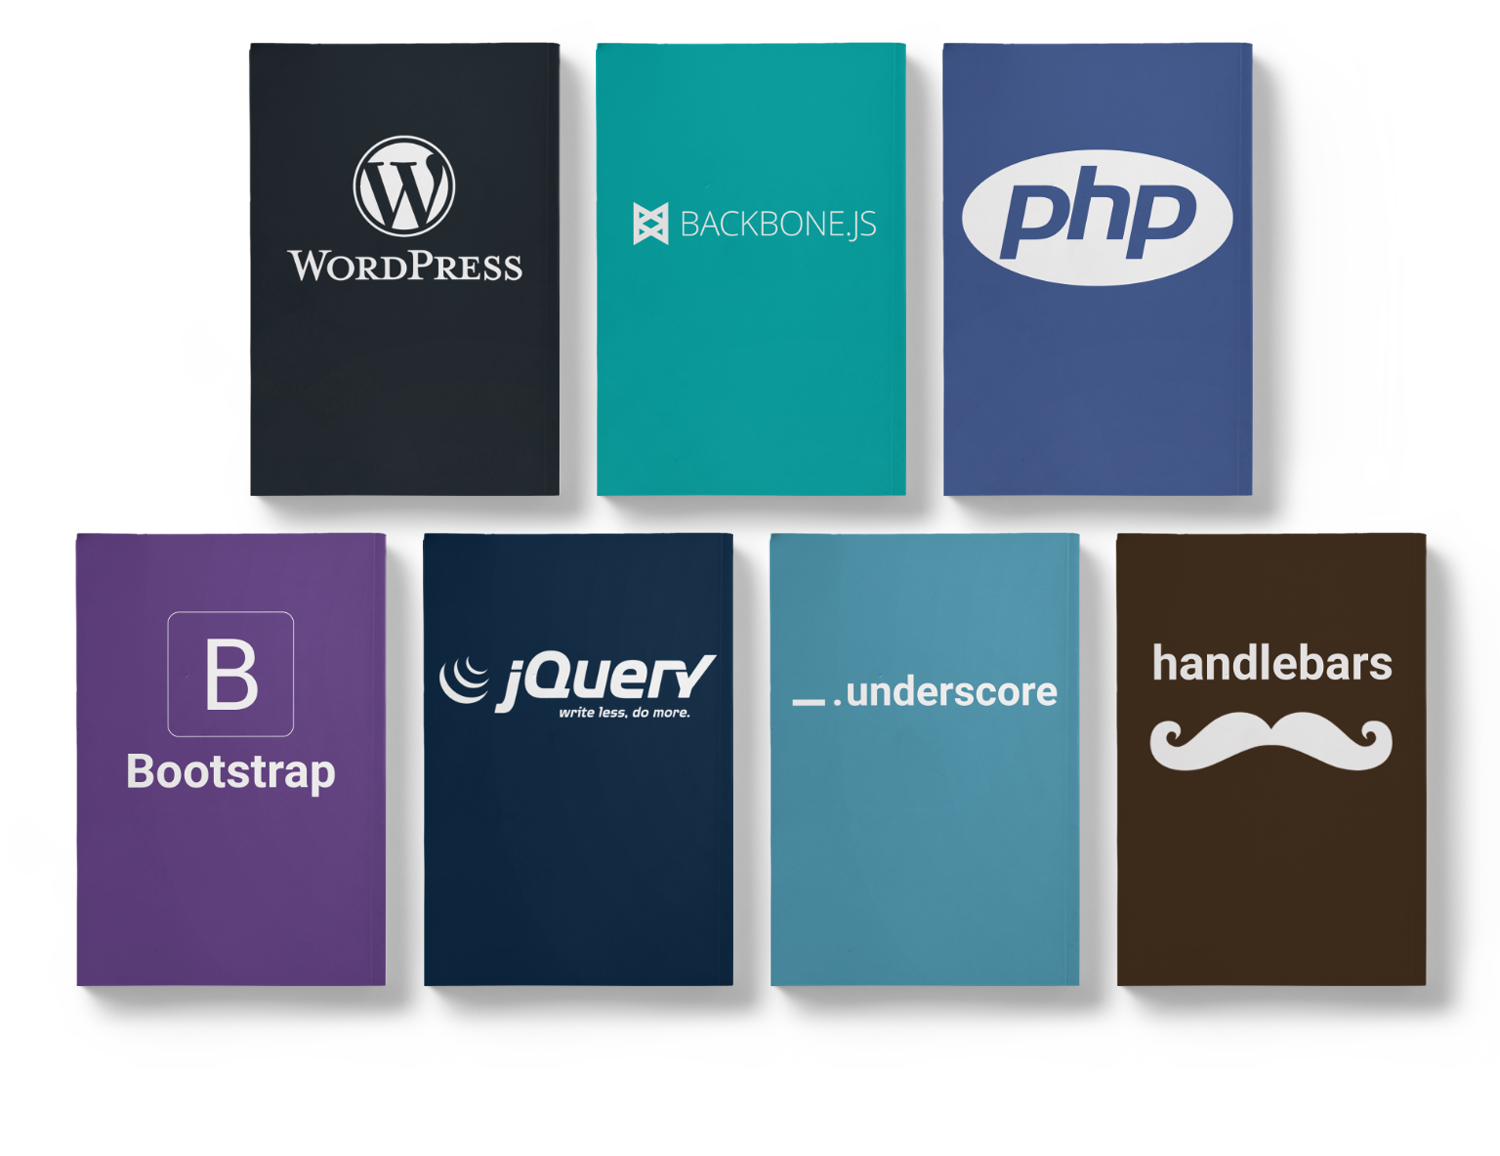 W
WORDPRESS
BACKBONE.JS
php
B
Bootstrap
jQuery
write less, do more.
_.underscore
handlebars